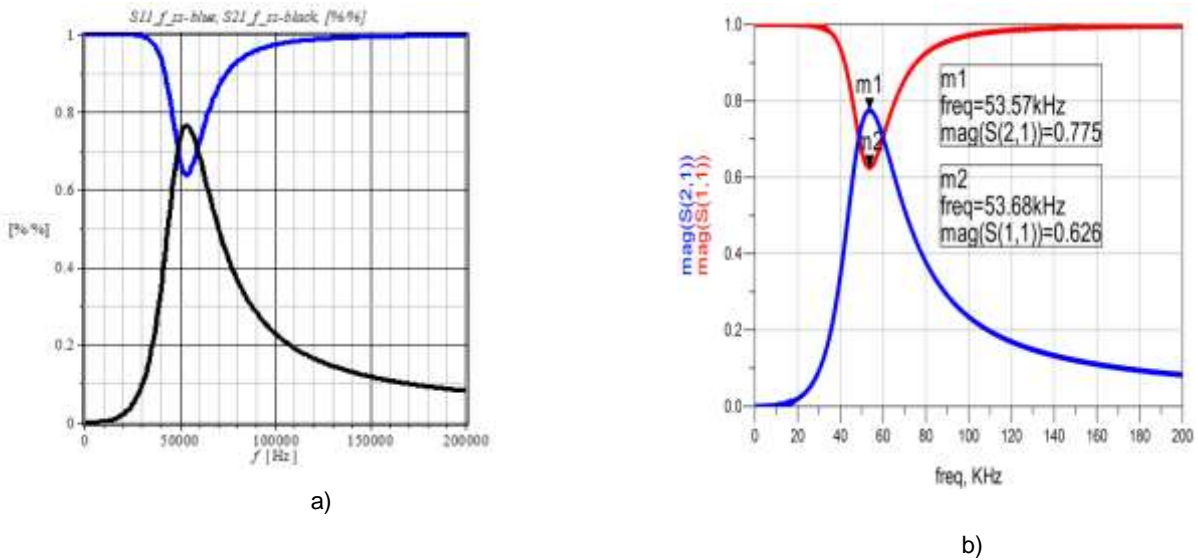 S11_f_ss-blue, S21_f_ss-black, [%/%]
1
0.8
0.6
[%/%]
0.4
0.2
0
0 50000 100000 150000 200000
f [Hz]
a)
mag(S(2,1))
mag(S(1,1))
1.0
0.8
0.6
0.4
0.2
0.0
m1
m2
m1
freq=53.57kHz
mag(S(2,1))=0.775
m2
freq=53.68kHz
mag(S(1,1))=0.626
0 20 40 60 80 100 120 140 160 180 200
freq, KHz
b)